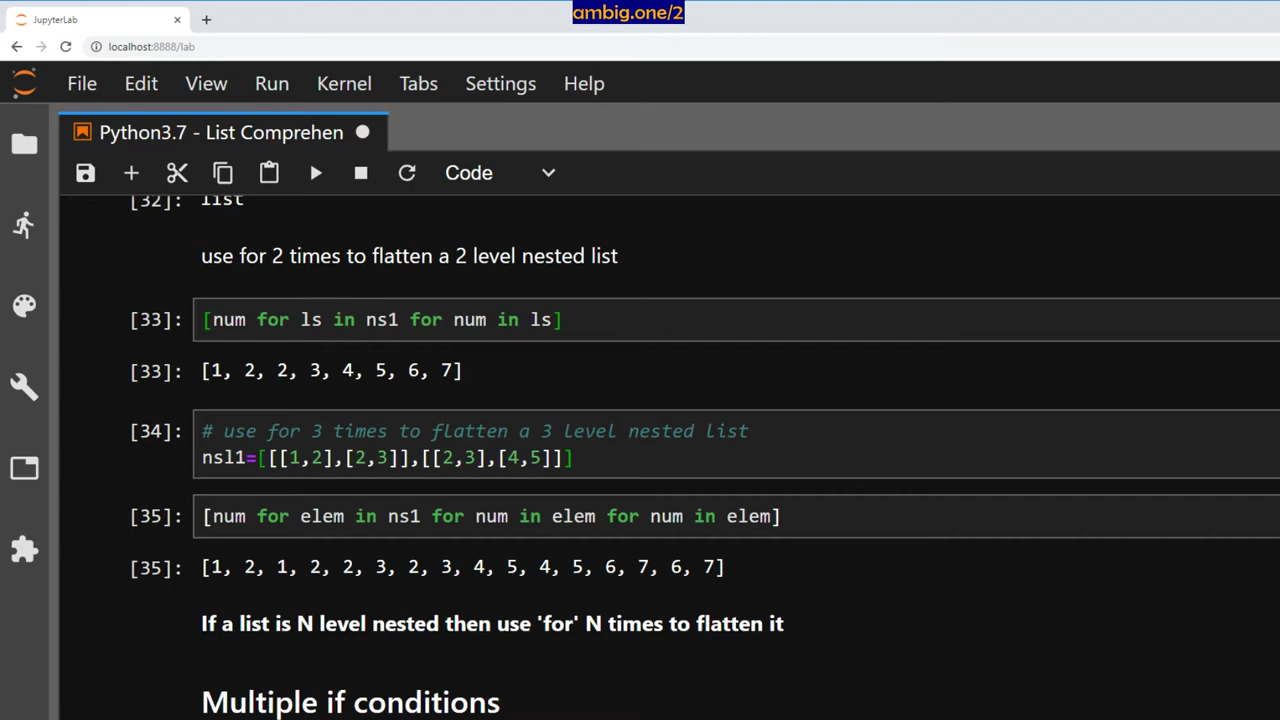 ambig.one/2
JupyterLab
localhost:8888/lab
File Edit View Run Kernel Tabs Settings Help
Python3.7 - List Comprehen
Code
[32]: list
use for 2 times to flatten a 2 level nested list
[33]: [num for ls in ns1 for num in ls]
[33]: [1, 2, 2, 3, 4, 5, 6, 7]
[34]: # use for 3 times to flatten a 3 level nested list
nsl1=[[[1,2],[2,3]],[[2,3],[4,5]]]
[35]: [num for elem in ns1 for num in elem for num in elem]
[35]: [1, 2, 1, 2, 2, 3, 2, 3, 4, 5, 4, 5, 6, 7, 6, 7]
If a list is N level nested then use 'for' N times to flatten it
Multiple if conditions